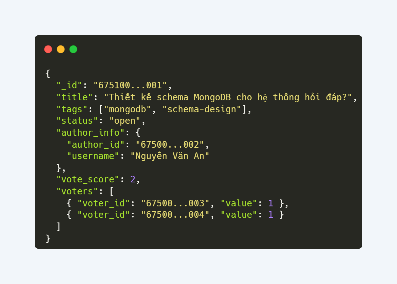 {
"_id": "675100...001",
"title": "Thiết kế schema MongoDB cho hệ thống hỏi đáp?",
"tags": ["mongodb", "schema-design"],
"status": "open",
"author_info": {
"author_id": "67500...002",
"username": "Nguyễn Văn An"
},
"vote_score": 2,
"voters": [
{ "voter_id": "67500...003", "value": 1 },
{ "voter_id": "67500...004", "value": 1 }
]
}